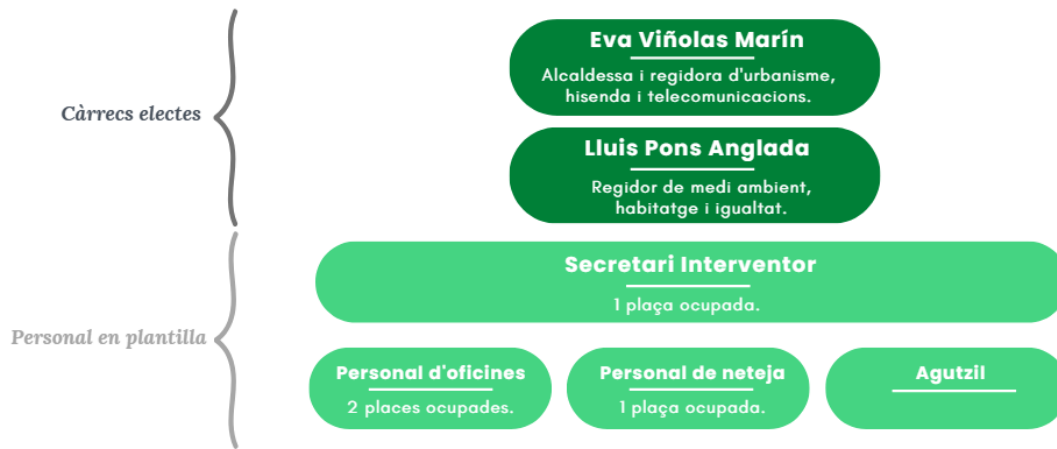 Càrrecs electes
Eva Viñolas Marín
Alcaldessa i regidora d'urbanisme,
hisenda i telecomunicacions.
Lluis Pons Anglada
Regidor de medi ambient,
habitatge i igualtat.
Personal en plantilla
Secretari Interventor
1 plaça ocupada.
Personal d'oficines
2 places ocupades.
Personal de neteja
1 plaça ocupada.
Agutzil